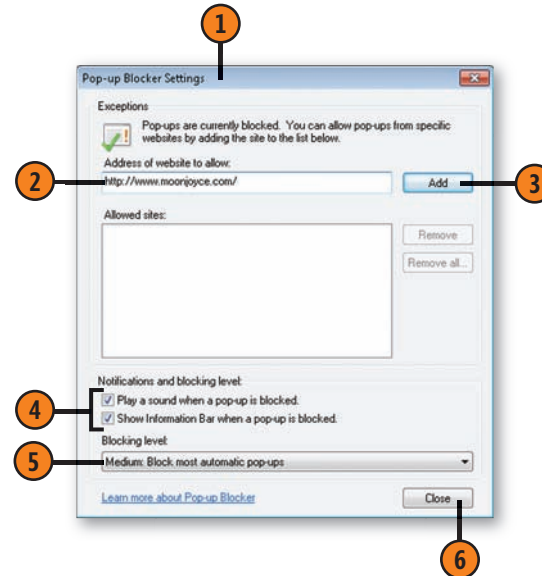 1
Pop-up Blocker Settings
Exceptions
Pop-ups are currently blocked. You can allow pop-ups from specific
websites by adding the site to the list below.
Address of website to allow:
2
http://www.moonjoyce.com/
Add
3
Allowed sites:
Remove
Remove all...
Notifications and blocking level:
4
Play a sound when a pop-up is blocked.
Show Information Bar when a pop-up is blocked.
Blocking level:
5
Medium: Block most automatic pop-ups
Learn more about Pop-up Blocker
Close
6